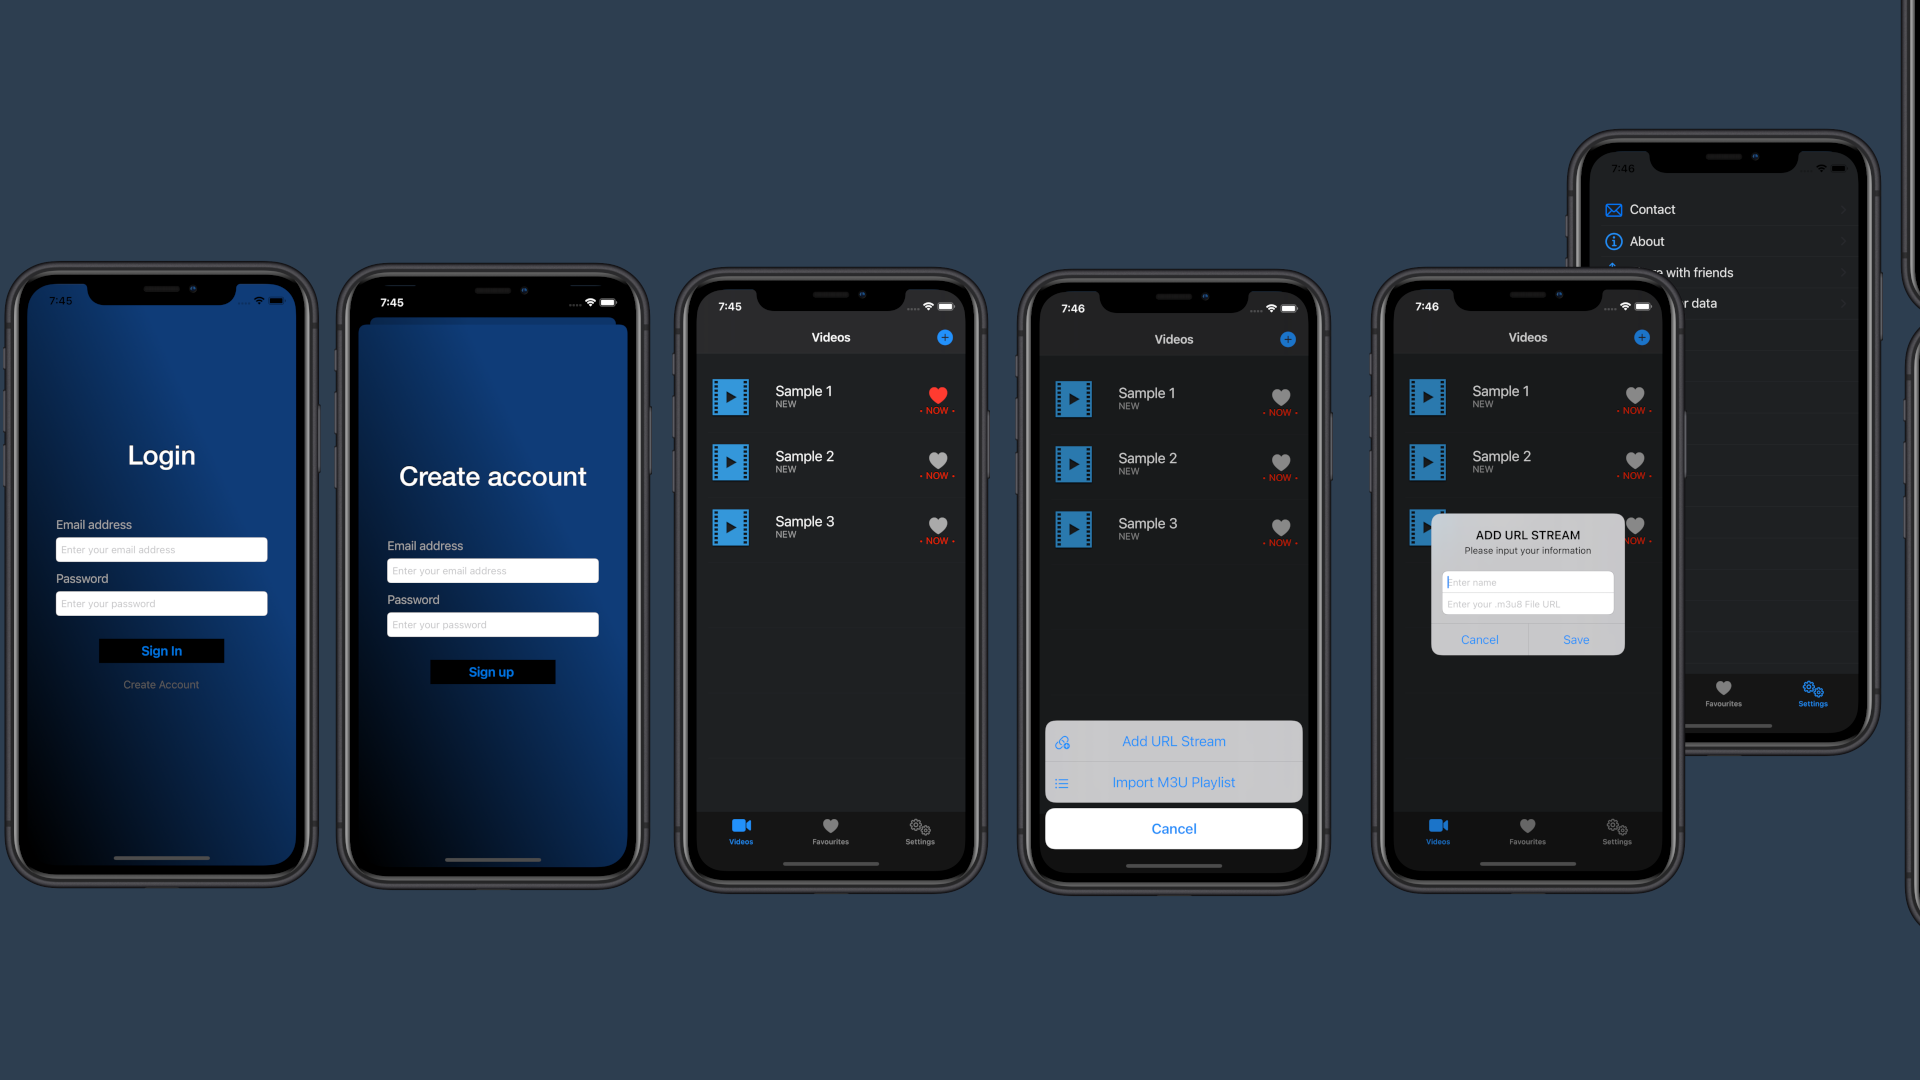 7:45
Login
Email address
Enter your email address
Password
Enter your password
Sign In
Create Account
7:45
Create account
Email address
Enter your email address
Password
Enter your password
Sign up
7:45
Videos
Sample 1
NEW
• NOW •
Sample 2
NEW
• NOW •
Sample 3
NEW
• NOW •
Videos
Favourites
Settings
7:46
Videos
Sample 1
NEW
• NOW •
Sample 2
NEW
• NOW •
Sample 3
NEW
• NOW •
Add URL Stream
Import M3U Playlist
Cancel
7:46
Videos
Sample 1
NEW
• NOW •
Sample 2
NEW
• NOW •
NOW •
ADD URL STREAM
Please input your information
Enter name
Enter your .m3u8 File URL
Cancel
Save
Videos
Favourites
Settings
7:46
Contact
About
with friends
data
Favourites
Settings